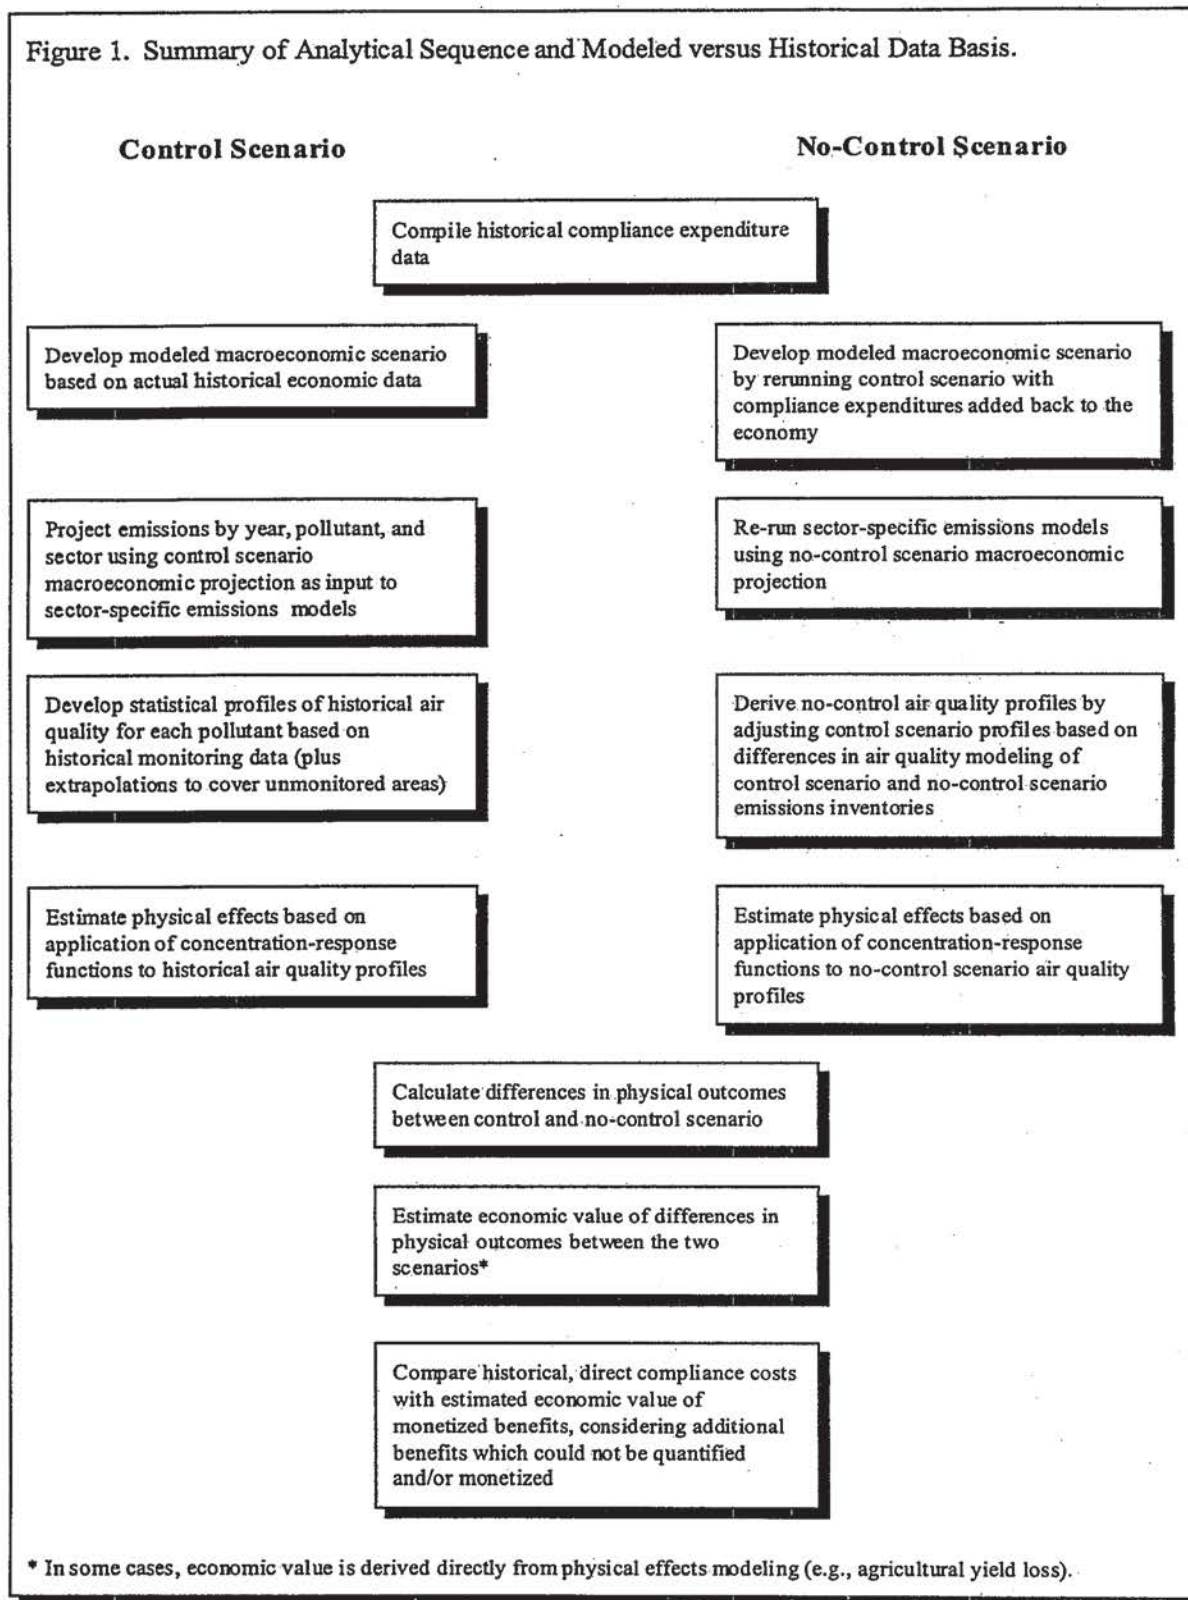 Figure 1. Summary of Analytical Sequence and Modeled versus Historical Data Basis.
Control Scenario
No-Control Scenario
Compile historical compliance expenditure
data
Develop modeled macroeconomic scenario
based on actual historical economic data
Develop modeled macroeconomic scenario
by rerunning control scenario with
compliance expenditures added back to the
economy
Project emissions by year, pollutant, and
sector using control scenario
macroeconomic projection as input to
sector-specific emissions models
Re-run sector-specific emissions models
using no-control scenario macroeconomic
projection
Develop statistical profiles of historical air
quality for each pollutant based on
historical monitoring data (plus
extrapolations to cover unmonitored areas)
Derive no-control air quality profiles by
adjusting control scenario profiles based on
differences in air quality modeling of
control scenario and no-control scenario
emissions inventories
Estimate physical effects based on
application of concentration-response
functions to historical air quality profiles
Estimate physical effects based on
application of concentration-response
functions to no-control scenario air quality
profiles
Calculate differences in physical outcomes
between control and no-control scenario
Estimate economic value of differences in
physical outcomes between the two
scenarios*
Compare historical, direct compliance costs
with estimated economic value of
monetized benefits, considering additional
benefits which could not be quantified
and/or monetized
* In some cases, economic value is derived directly from physical effects modeling (e.g., agricultural yield loss).